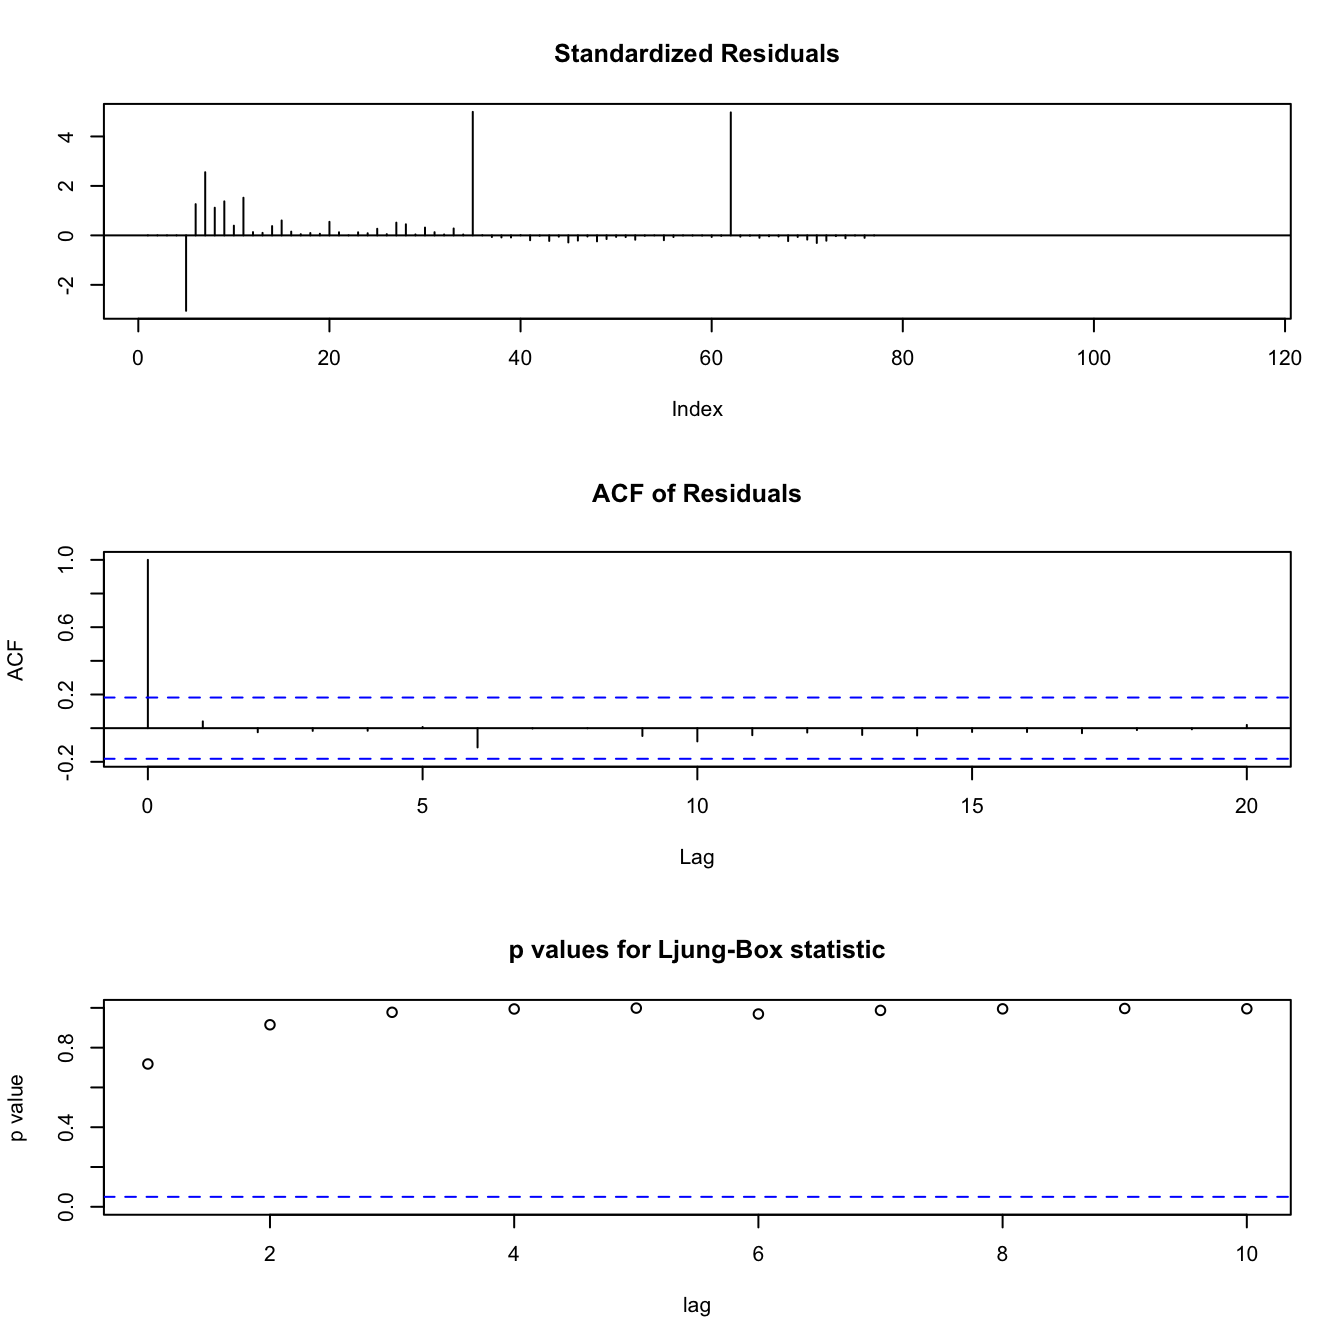 Standardized Residuals
4
2
0
-2
0 20 40 60 80 100 120
Index
ACF of Residuals
ACF
1.0
0.6
0.2
-0.2
0 5 10 15 20
Lag
p values for Ljung-Box statistic
p value
0.8
0.4
0.0
2 4 6 8 10
lag